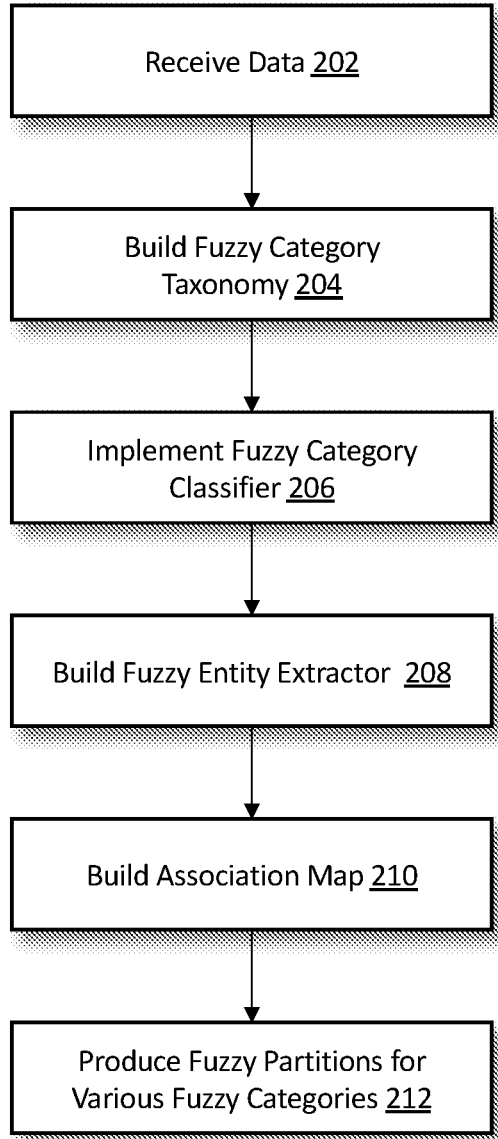 Receive Data 202
Build Fuzzy Category
Taxonomy 204
Implement Fuzzy Category
Classifier 206
Build Fuzzy Entity Extractor 208
Build Association Map 210
Produce Fuzzy Partitions for
Various Fuzzy Categories 212